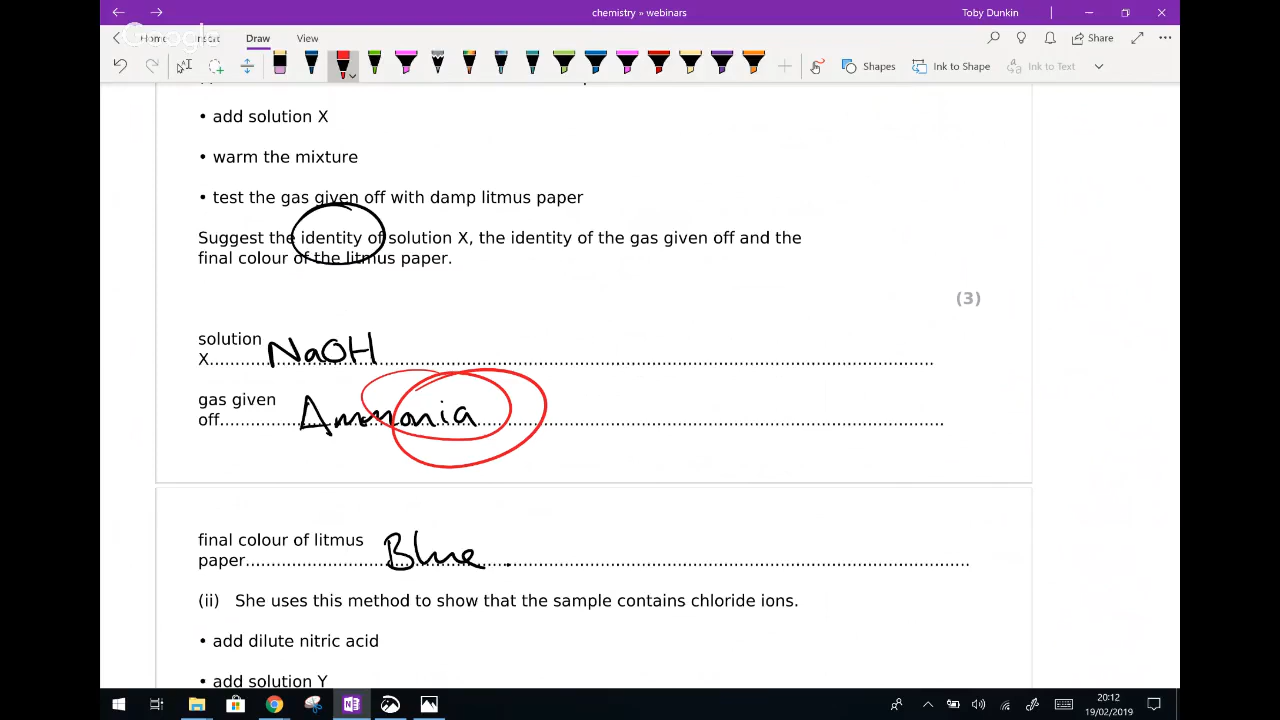 chemistry » webinars
Toby Dunkin
Google
Home Insert Draw View
Share
Shapes Ink to Shape Ink to Text
• add solution X
• warm the mixture
• test the gas given off with damp litmus paper
Suggest the identity of solution X, the identity of the gas given off and the
final colour of the litmus paper.
(3)
solution
X NaOH
gas given
off Ammonia
final colour of litmus
paper Blue
(ii) She uses this method to show that the sample contains chloride ions.
• add dilute nitric acid
• add solution Y
20:12
19/02/2019